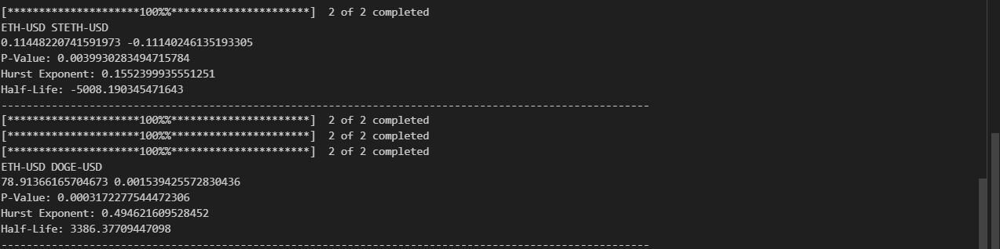 [*********************100%%**********************]  2 of 2 completed
ETH-USD STETH-USD
0.11448220741591973 -0.11140246135193305
P-Value: 0.0039930283494715784
Hurst Exponent: 0.1552399935551251
Half-Life: -5008.190345471643
-------------------------------------------------------------------------------------------------------
[*********************100%%**********************]  2 of 2 completed
[*********************100%%**********************]  2 of 2 completed
[*********************100%%**********************]  2 of 2 completed
ETH-USD DOGE-USD
78.91366165704673 0.001539425572830436
P-Value: 0.0003172277544472306
Hurst Exponent: 0.494621609528452
Half-Life: 3386.37709447098
-------------------------------------------------------------------------------------------------------